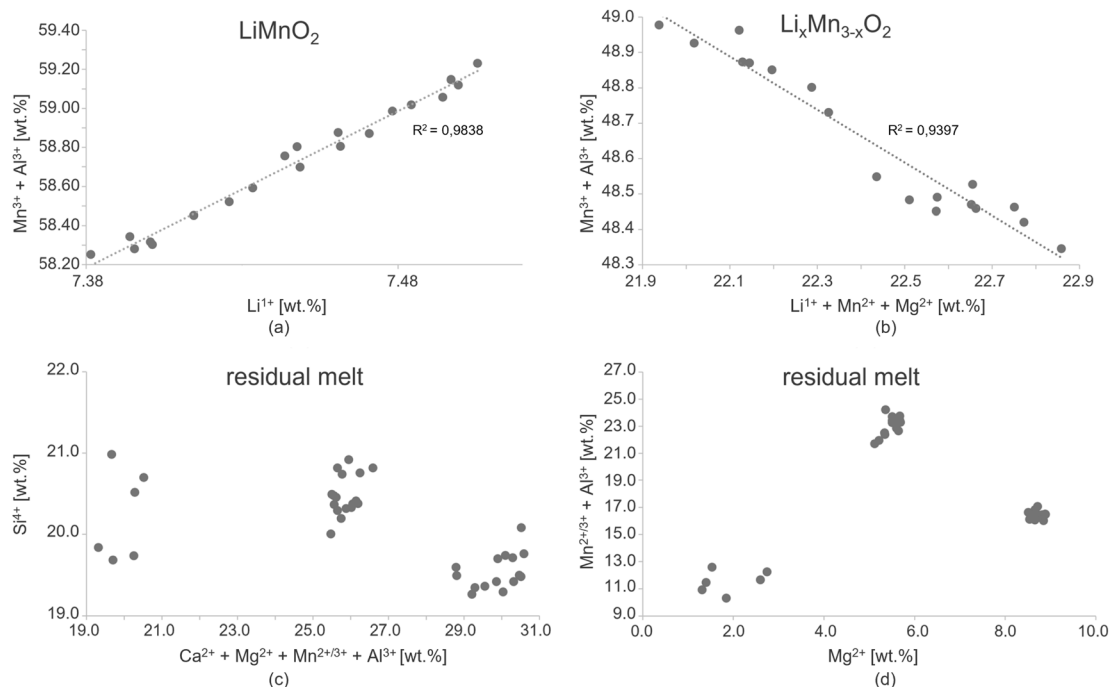 LiMnO₂
Mn³⁺ + Al³⁺ [wt.%]
59.40
59.20
59.00
58.80
58.60
58.40
58.20
R² = 0,9838
7.38 7.48
Li¹⁺ [wt.%]
(a)
LiₓMn₃₋ₓO₂
Mn³⁺ + Al³⁺ [wt.%]
49.0
48.9
48.8
48.7
48.6
48.5
48.4
48.3
R² = 0,9397
21.9 22.1 22.3 22.5 22.7 22.9
Li¹⁺ + Mn²⁺ + Mg²⁺ [wt.%]
(b)
residual melt
Si⁴⁺ [wt.%]
22.0
21.0
20.0
19.0
19.0 21.0 23.0 25.0 27.0 29.0 31.0
Ca²⁺ + Mg²⁺ + Mn²⁺/³⁺ + Al³⁺ [wt.%]
(c)
residual melt
Mn²⁺/³⁺ + Al³⁺ [wt.%]
27.0
25.0
23.0
21.0
19.0
17.0
15.0
13.0
11.0
9.0
0.0 2.0 4.0 6.0 8.0 10.0
Mg²⁺ [wt.%]
(d)